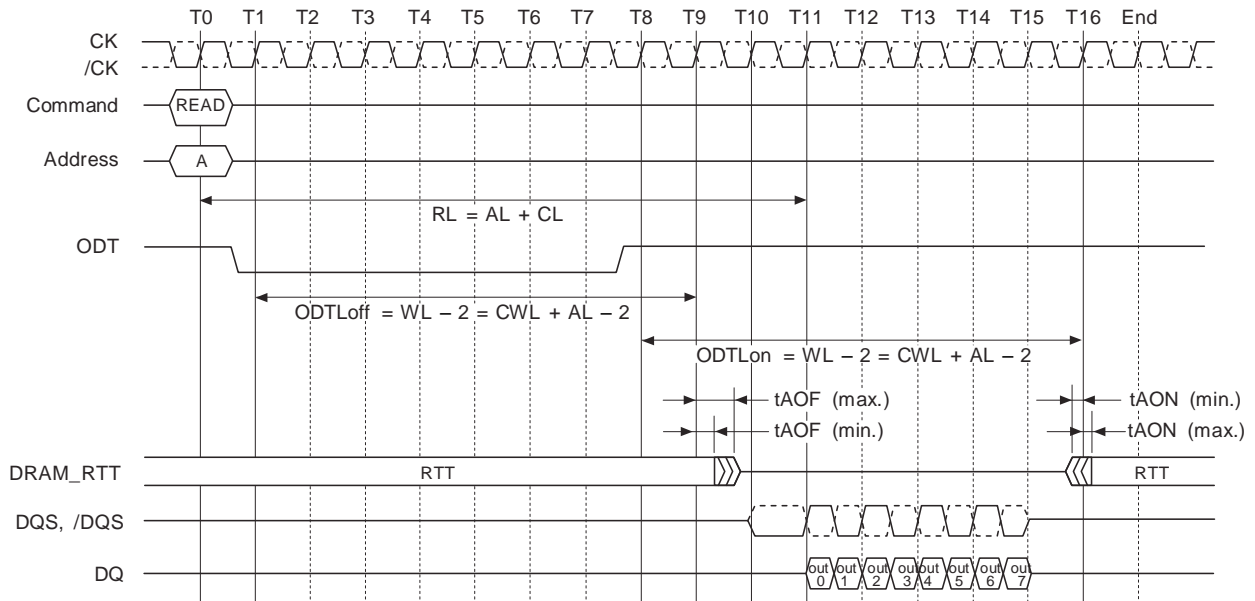 T0 T1 T2 T3 T4 T5 T6 T7 T8 T9 T10 T11 T12 T13 T14 T15 T16 End
CK
/CK
Command READ
Address A
RL = AL + CL
ODT
ODTLoff = WL – 2 = CWL + AL – 2
ODTLon = WL – 2 = CWL + AL – 2
tAOF (max.) tAON (min.)
tAOF (min.) tAON (max.)
DRAM_RTT RTT RTT
DQS, /DQS
DQ out 0 out 1 out 2 out 3 out 4 out 5 out 6 out 7